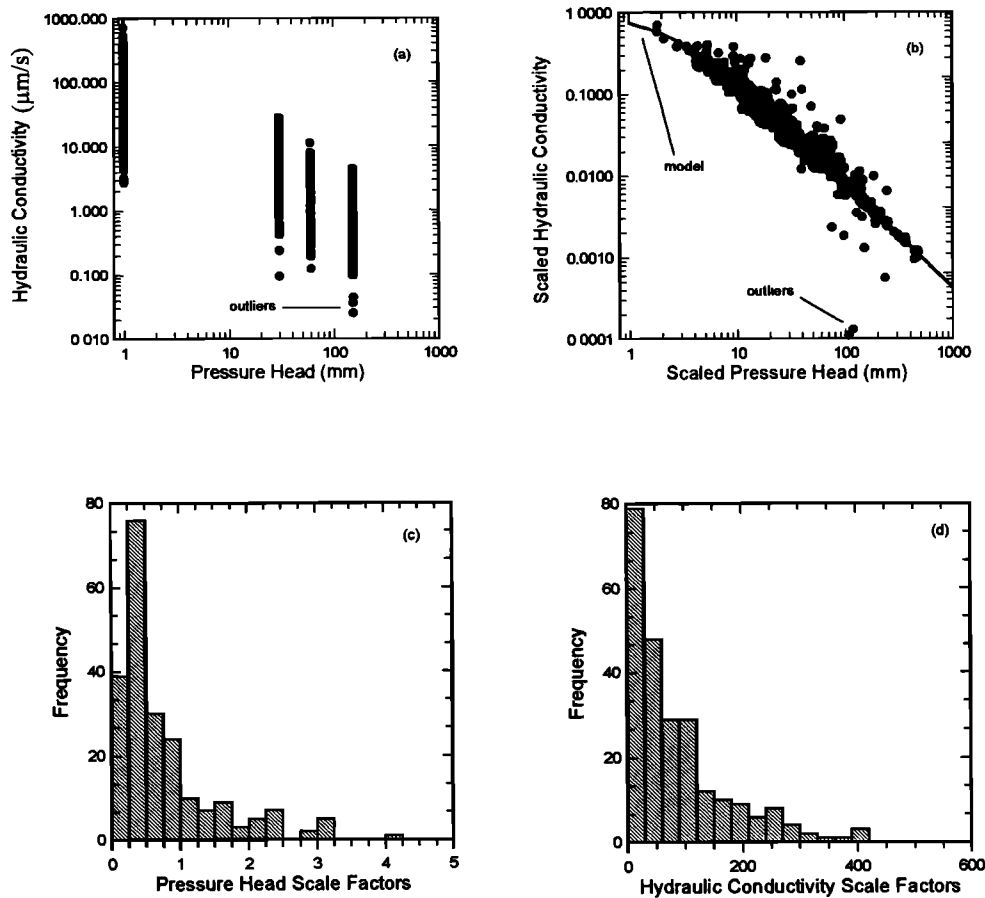 1000.000
100.000
10.000
1.000
0.100
0 010
Hydraulic Conductivity (μm/s)
(a)
outliers
1
10
100
1000
Pressure Head (mm)
1.0000
0.1000
0.0100
0.0010
0 0001
Scaled Hydraulic Conductivity
(b)
model
outliers
1
10
100
1000
Scaled Pressure Head (mm)
80
60
40
20
0
Frequency
(c)
0
1
2
3
4
5
Pressure Head Scale Factors
80
60
40
20
0
Frequency
(d)
0
200
400
600
Hydraulic Conductivity Scale Factors